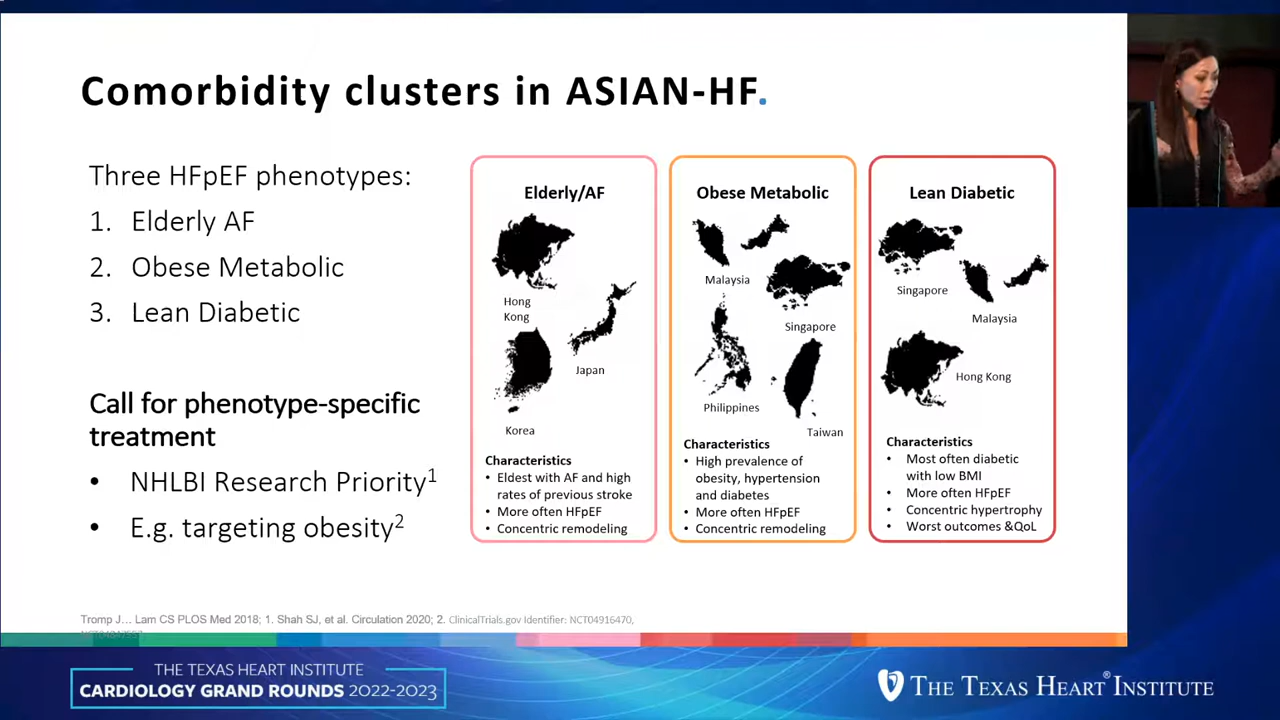 Comorbidity clusters in ASIAN-HF.
Three HFpEF phenotypes:
1. Elderly AF
2. Obese Metabolic
3. Lean Diabetic
Call for phenotype-specific
treatment
• NHLBI Research Priority1
• E.g. targeting obesity2
Elderly/AF
Hong
Kong
Japan
Korea
Characteristics
• Eldest with AF and high
rates of previous stroke
• More often HFpEF
• Concentric remodeling
Obese Metabolic
Malaysia
Singapore
Philippines
Taiwan
Characteristics
• High prevalence of
obesity, hypertension
and diabetes
• More often HFpEF
• Concentric remodeling
Lean Diabetic
Singapore
Malaysia
Hong Kong
Characteristics
• Most often diabetic
with low BMI
• More often HFpEF
• Concentric hypertrophy
• Worst outcomes &QoL
Tromp J... Lam CS PLOS Med 2018; 1. Shah SJ, et al. Circulation 2020; 2. ClinicalTrials.gov Identifier: NCT04916470,
THE TEXAS HEART INSTITUTE
CARDIOLOGY GRAND ROUNDS 2022-2023
THE TEXAS HEART® INSTITUTE